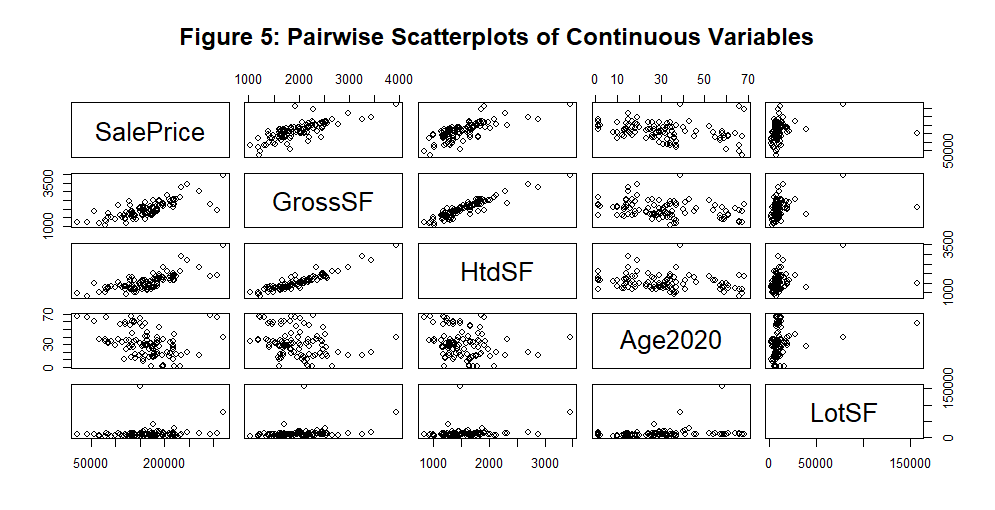 Figure 5: Pairwise Scatterplots of Continuous Variables
1000 2000 3000 4000 0 10 30 50 70
SalePrice
50000
1000 3500
GrossSF
HtdSF
1000 3500
0 30 70
Age2020
LotSF
0 150000
50000 200000 1000 2000 3000 0 50000 150000